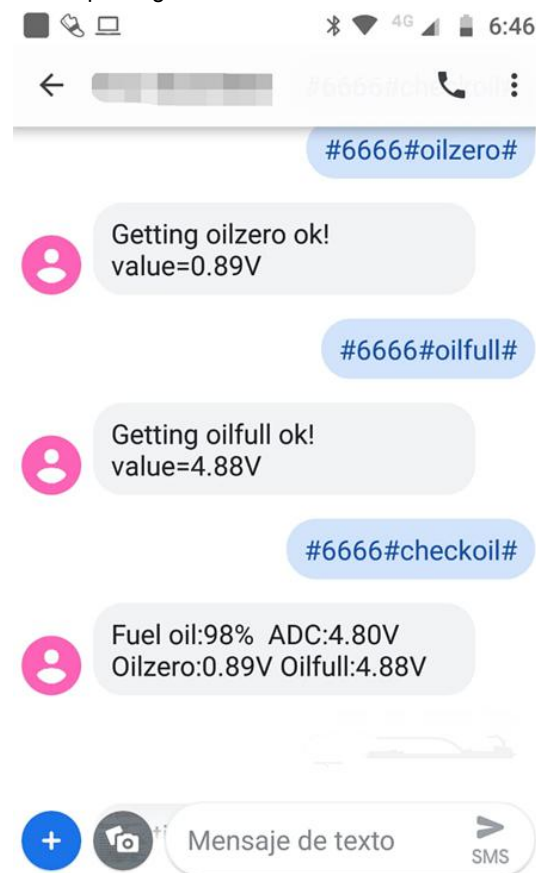 4G 6:46
#6666#oilzero#
Getting oilzero ok!
value=0.89V
#6666#oilfull#
Getting oilfull ok!
value=4.88V
#6666#checkoil#
Fuel oil:98% ADC:4.80V
Oilzero:0.89V Oilfull:4.88V
Mensaje de texto
SMS